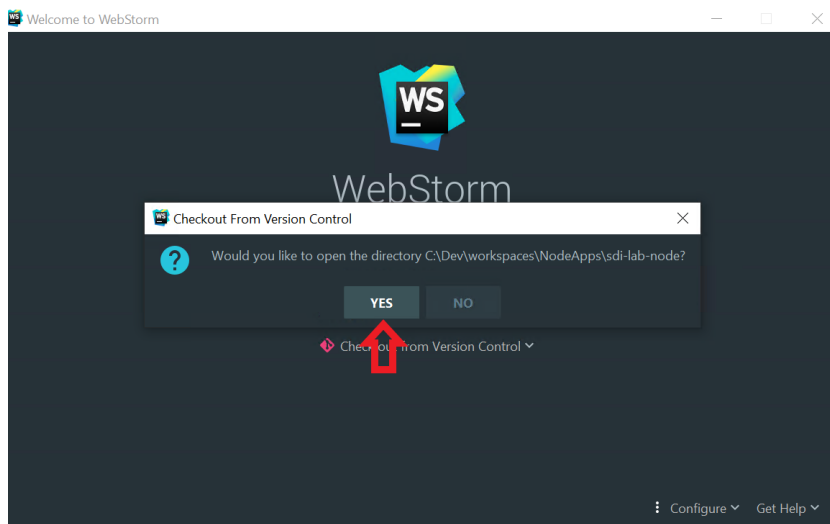 Welcome to WebStorm
WS
WebStorm
Checkout From Version Control
Would you like to open the directory C:\Dev\workspaces\NodeApps\sdi-lab-node?
YES
NO
Checkout from Version Control
Configure
Get Help